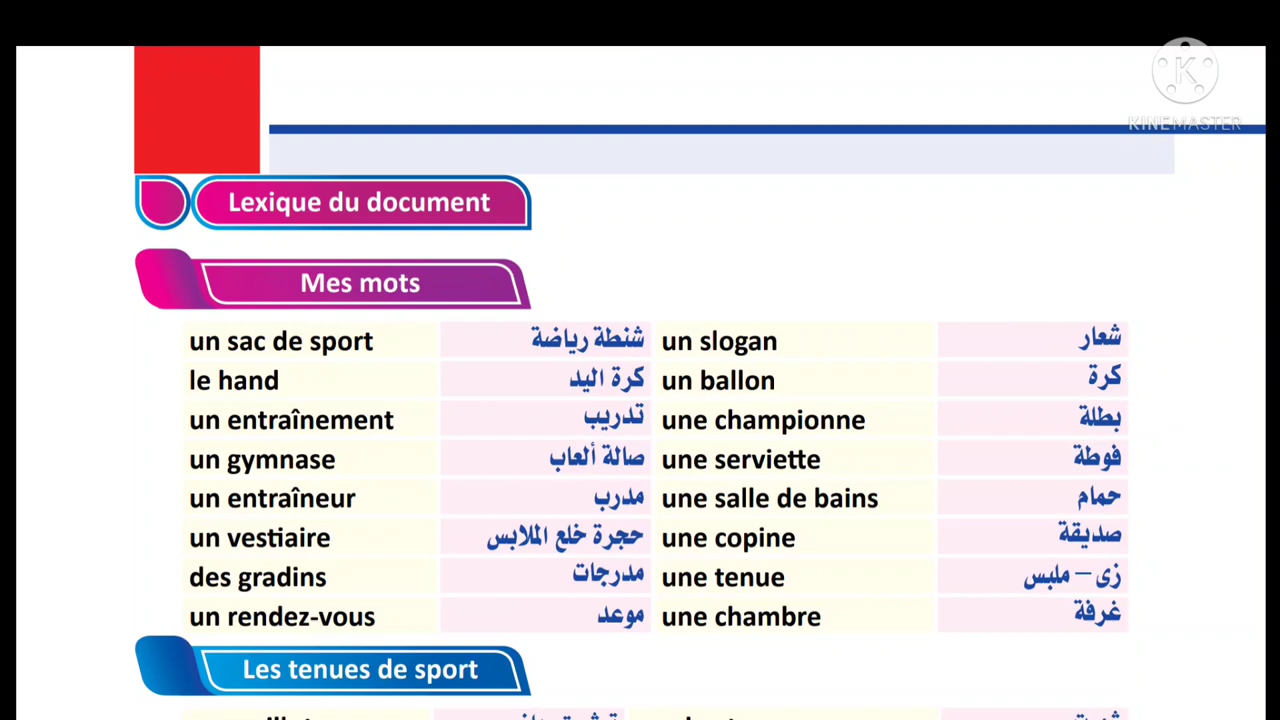 KINEMASTER
Lexique du document
Mes mots
un sac de sport شنطة رياضة un slogan شعار
le hand كرة اليد un ballon كرة
un entraînement تدريب une championne بطلة
un gymnase صالة ألعاب une serviette فوطة
un entraîneur مدرب une salle de bains حمام
un vestiaire حجرة خلع الملابس une copine صديقة
des gradins مدرجات une tenue زى – ملبس
un rendez-vous موعد une chambre غرفة
Les tenues de sport